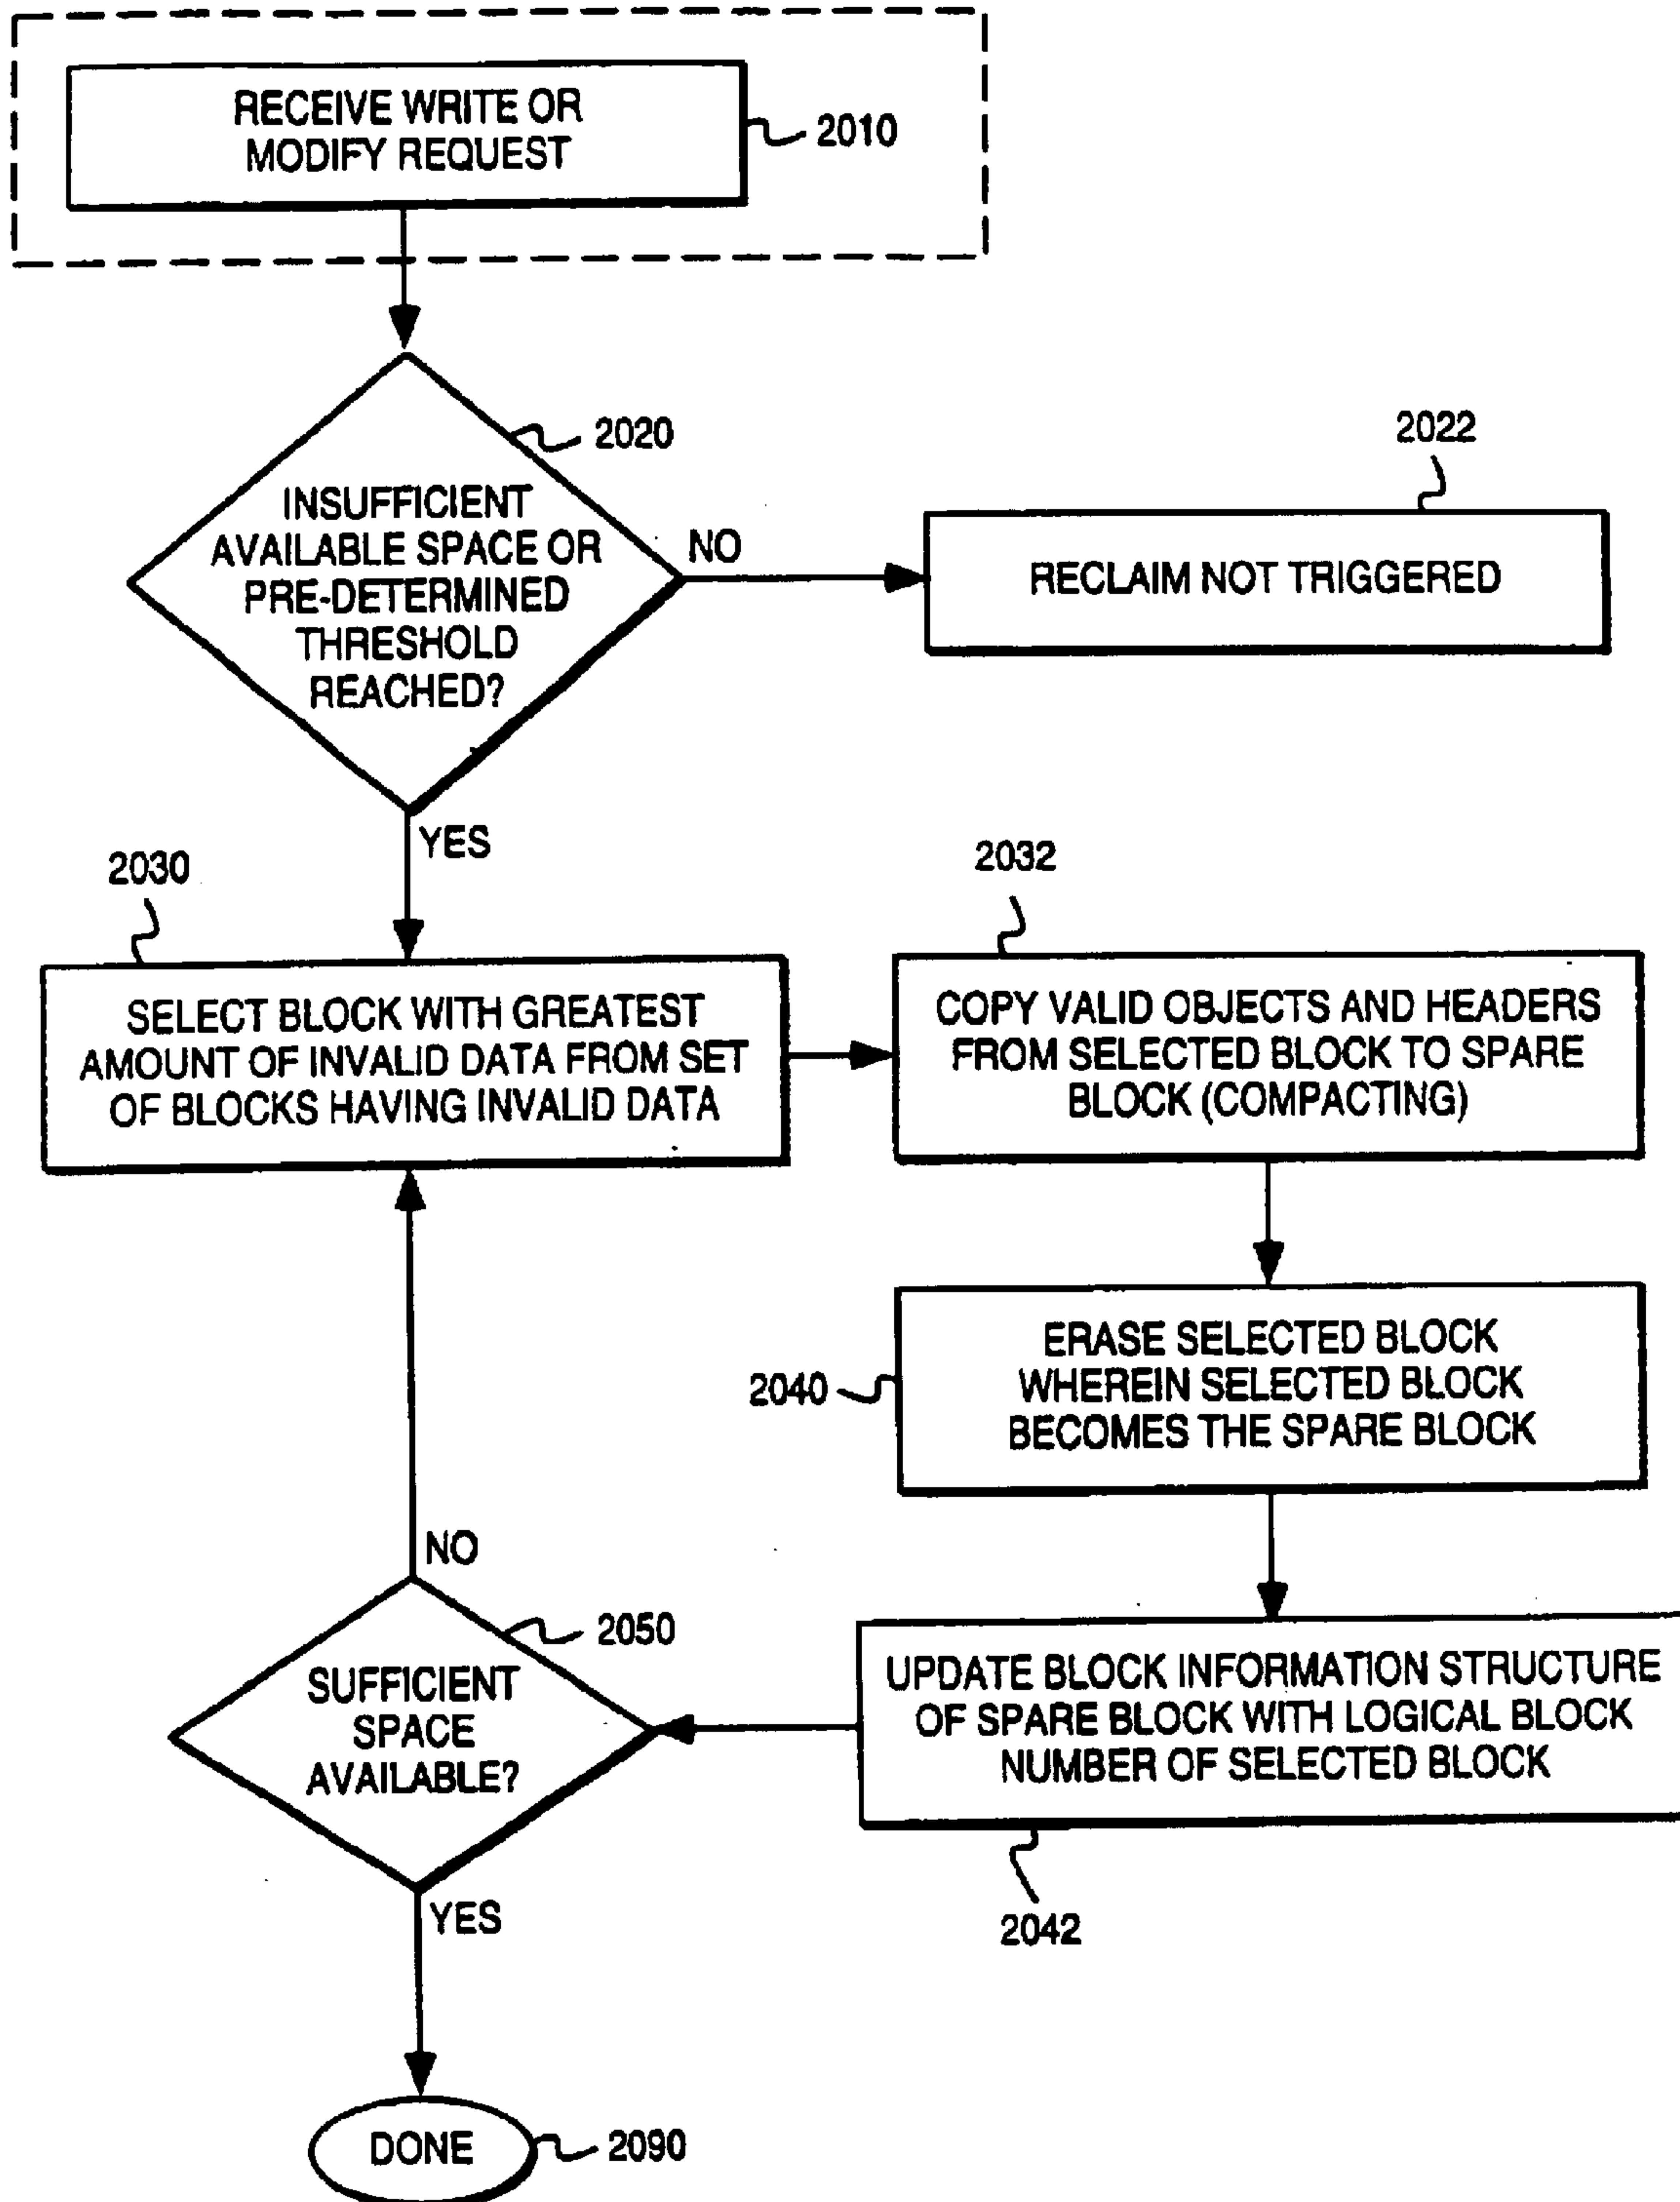 RECEIVE WRITE OR
MODIFY REQUEST
2010
2020
INSUFFICIENT
AVAILABLE SPACE OR
PRE-DETERMINED
THRESHOLD
REACHED?
NO
2022
RECLAIM NOT TRIGGERED
YES
2030
SELECT BLOCK WITH GREATEST
AMOUNT OF INVALID DATA FROM SET
OF BLOCKS HAVING INVALID DATA
2032
COPY VALID OBJECTS AND HEADERS
FROM SELECTED BLOCK TO SPARE
BLOCK (COMPACTING)
2040
ERASE SELECTED BLOCK
WHEREIN SELECTED BLOCK
BECOMES THE SPARE BLOCK
UPDATE BLOCK INFORMATION STRUCTURE
OF SPARE BLOCK WITH LOGICAL BLOCK
NUMBER OF SELECTED BLOCK
2042
NO
2050
SUFFICIENT
SPACE
AVAILABLE?
YES
DONE
2090